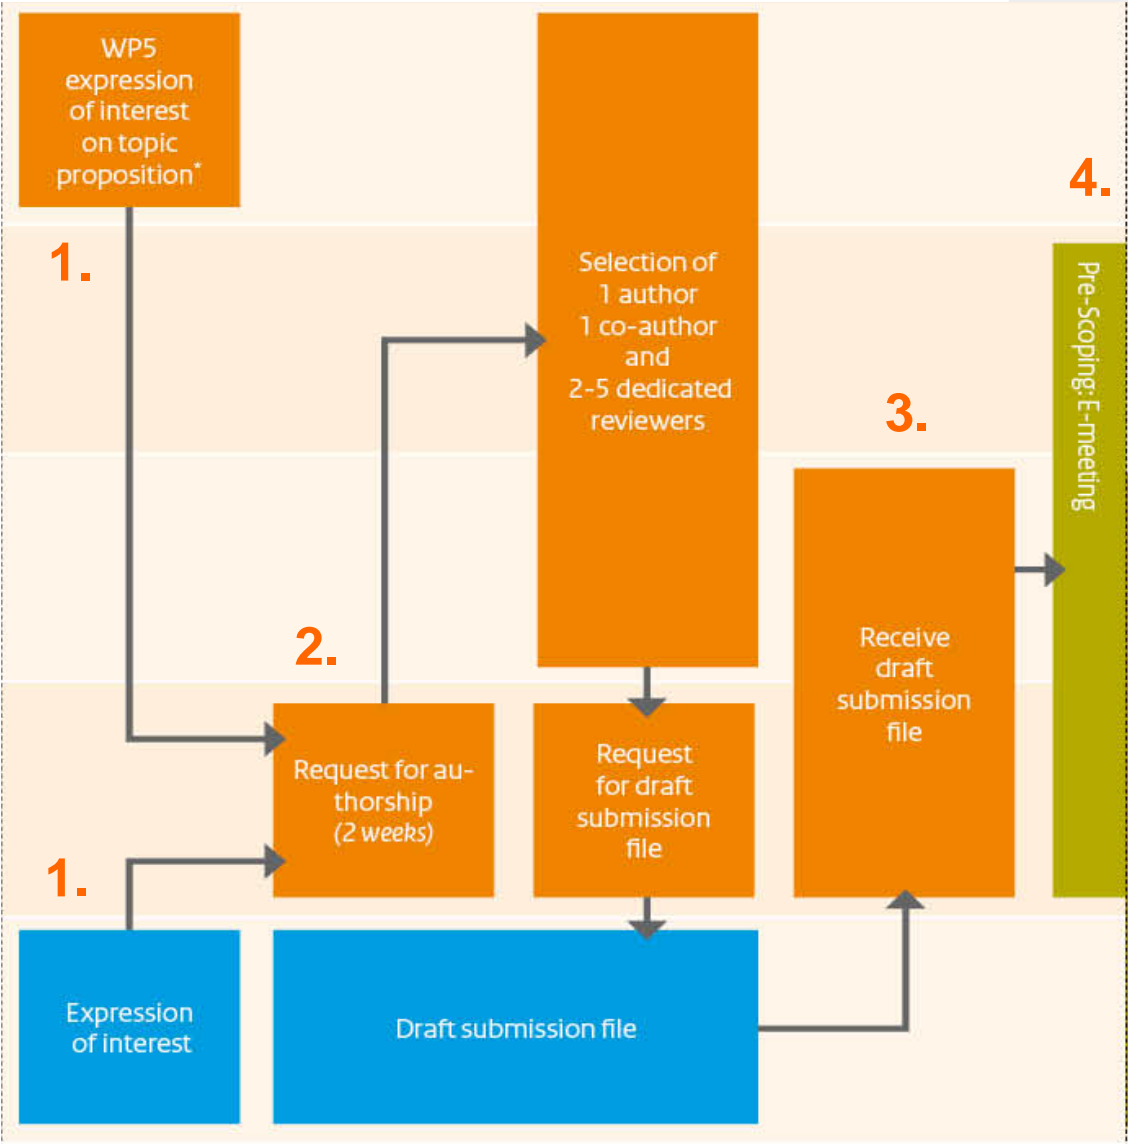 WP5
expression
of interest
on topic
proposition*
1.
Selection of
1 author
1 co-author
and
2-5 dedicated
reviewers
4.
Pre-Scoping: E-meeting
3.
2.
Request for au-
thorship
(2 weeks)
Request
for draft
submission
file
Receive
draft
submission
file
1.
Expression
of interest
Draft submission file